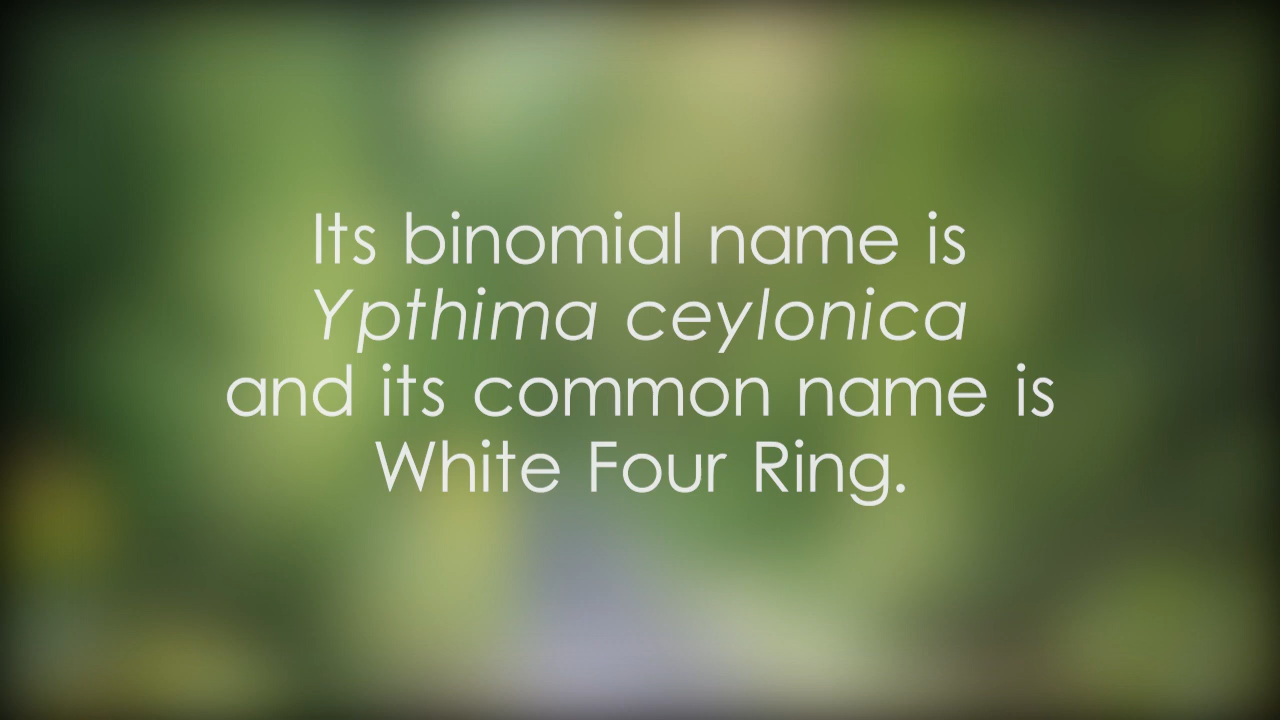 Its binomial name is
Ypthima ceylonica
and its common name is
White Four Ring.